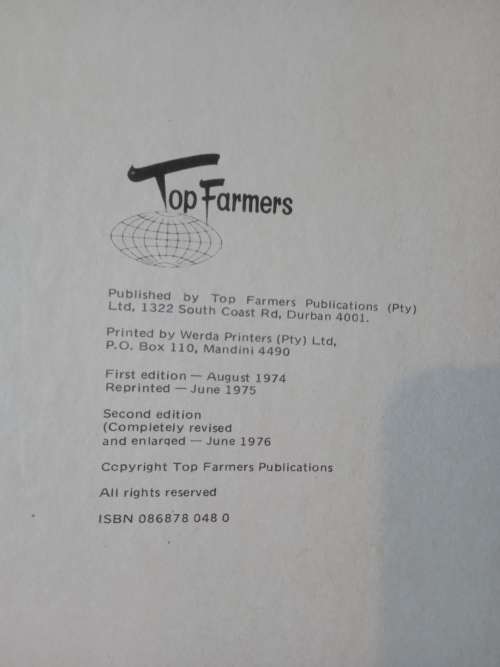 Top Farmers
Published by Top Farmers Publications (Pty)
Ltd, 1322 South Coast Rd, Durban 4001.
Printed by Werda Printers (Pty) Ltd,
P.O. Box 110, Mandini 4490
First edition — August 1974
Reprinted — June 1975
Second edition
(Completely revised
and enlarged — June 1976
Copyright Top Farmers Publications
All rights reserved
ISBN 086878 048 0